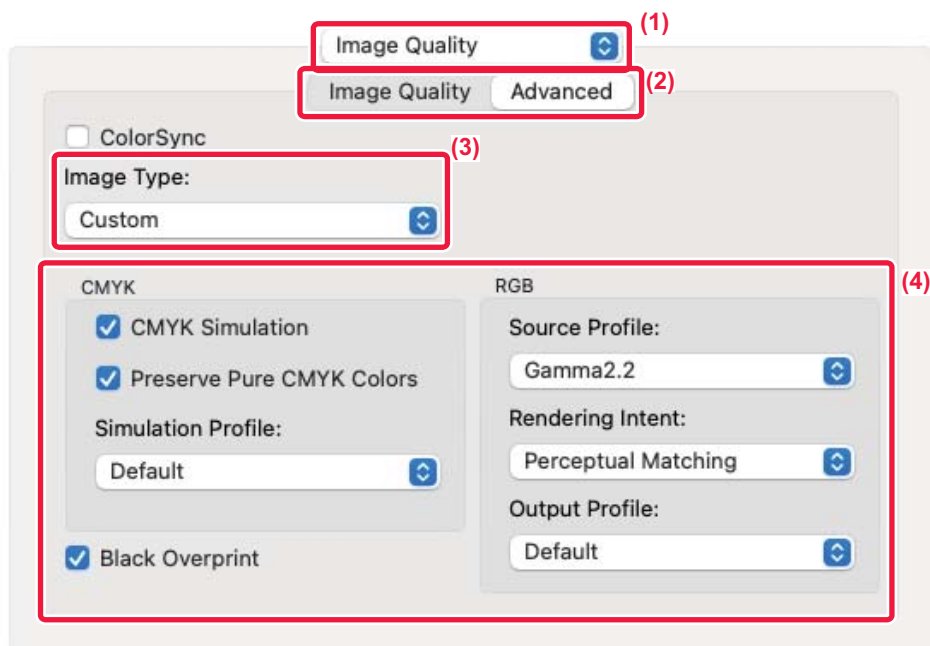 (1)
Image Quality
(2)
Image Quality Advanced
ColorSync
(3)
Image Type:
Custom
(4)
CMYK
CMYK Simulation
Preserve Pure CMYK Colors
Simulation Profile:
Default
Black Overprint
RGB
Source Profile:
Gamma2.2
Rendering Intent:
Perceptual Matching
Output Profile:
Default